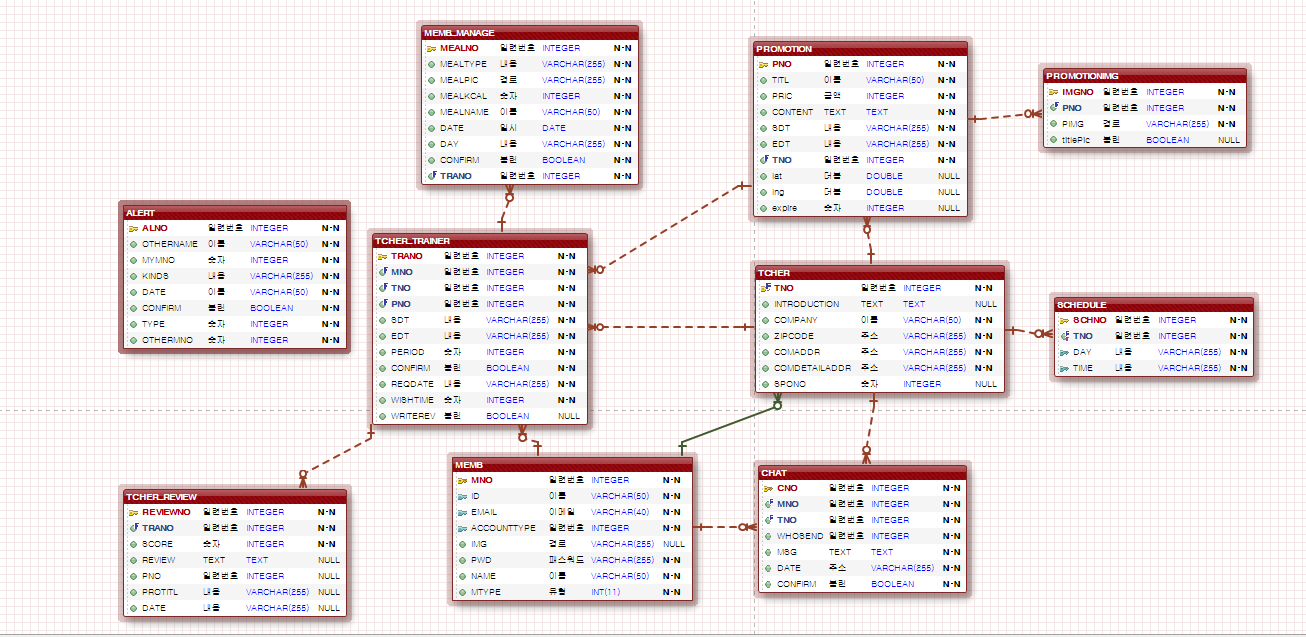 MEMB_MANAGE
MEALNO 일련번호 INTEGER N-N
MEALTYPE 내용 VARCHAR(255) N-N
MEALPIC 경로 VARCHAR(255) N-N
MEALKCAL 숫자 INTEGER N-N
MEALNAME 이름 VARCHAR(50) N-N
DATE 일시 DATE N-N
DAY 내용 VARCHAR(255) N-N
CONFIRM 불린 BOOLEAN N-N
TRANO 일련번호 INTEGER N-N
PROMOTION
PNO 일련번호 INTEGER N-N
TITL 이름 VARCHAR(50) N-N
PRIC 금액 INTEGER N-N
CONTENT TEXT TEXT N-N
SDT 내용 VARCHAR(255) N-N
EDT 내용 VARCHAR(255) N-N
TNO 일련번호 INTEGER N-N
lat 더블 DOUBLE NULL
lng 더블 DOUBLE NULL
expire 숫자 INTEGER NULL
PROMOTIONIMG
IMGNO 일련번호 INTEGER N-N
PNO 일련번호 INTEGER N-N
PIMG 경로 VARCHAR(255) N-N
titlePic 불린 BOOLEAN NULL
ALERT
ALNO 일련번호 INTEGER N-N
OTHERNAME 이름 VARCHAR(50) N-N
MYMNO 숫자 INTEGER N-N
KINDS 내용 VARCHAR(255) N-N
DATE 이름 VARCHAR(50) N-N
CONFIRM 불린 BOOLEAN N-N
TYPE 숫자 INTEGER N-N
OTHERMNO 숫자 INTEGER N-N
TCHER_TRAINER
TRANO 일련번호 INTEGER N-N
MNO 일련번호 INTEGER N-N
TNO 일련번호 INTEGER N-N
PNO 일련번호 INTEGER N-N
SDT 내용 VARCHAR(255) N-N
EDT 내용 VARCHAR(255) N-N
PERIOD 숫자 INTEGER N-N
CONFIRM 불린 BOOLEAN N-N
REQDATE 내용 VARCHAR(255) N-N
WISHTIME 숫자 INTEGER N-N
WRITEREV 불린 BOOLEAN NULL
TCHER
TNO 일련번호 INTEGER N-N
INTRODUCTION TEXT TEXT NULL
COMPANY 이름 VARCHAR(50) N-N
ZIPCODE 주소 VARCHAR(255) N-N
COMADDR 주소 VARCHAR(255) N-N
COMDETAILADDR 주소 VARCHAR(255) N-N
SPONO 숫자 INTEGER NULL
SCHEDULE
SCHNO 일련번호 INTEGER N-N
TNO 일련번호 INTEGER N-N
DAY 내용 VARCHAR(255) N-N
TIME 내용 VARCHAR(255) N-N
TCHER_REVIEW
REVIEWNO 일련번호 INTEGER N-N
TRANO 일련번호 INTEGER N-N
SCORE 숫자 INTEGER N-N
REVIEW TEXT TEXT NULL
PNO 일련번호 INTEGER NULL
PROTITL 내용 VARCHAR(255) NULL
DATE 내용 VARCHAR(255) NULL
MEMB
MNO 일련번호 INTEGER N-N
ID 이름 VARCHAR(50) N-N
EMAIL 이메일 VARCHAR(40) N-N
ACCOUNTTYPE 일련번호 INTEGER N-N
IMG 경로 VARCHAR(255) NULL
PWD 패스워드 VARCHAR(255) N-N
NAME 이름 VARCHAR(50) N-N
MTYPE 유형 INT(11) N-N
CHAT
CNO 일련번호 INTEGER N-N
MNO 일련번호 INTEGER N-N
TNO 일련번호 INTEGER N-N
WHOSEND 일련번호 INTEGER N-N
MSG TEXT TEXT N-N
DATE 주소 VARCHAR(255) N-N
CONFIRM 불린 BOOLEAN N-N